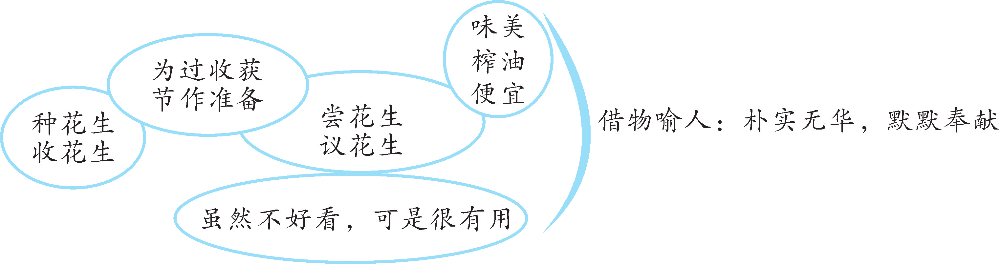 种花生
收花生
为过收获
节作准备
尝花生
议花生
味美
榨油
便宜
虽然不好看，可是很有用
借物喻人：朴实无华，默默奉献